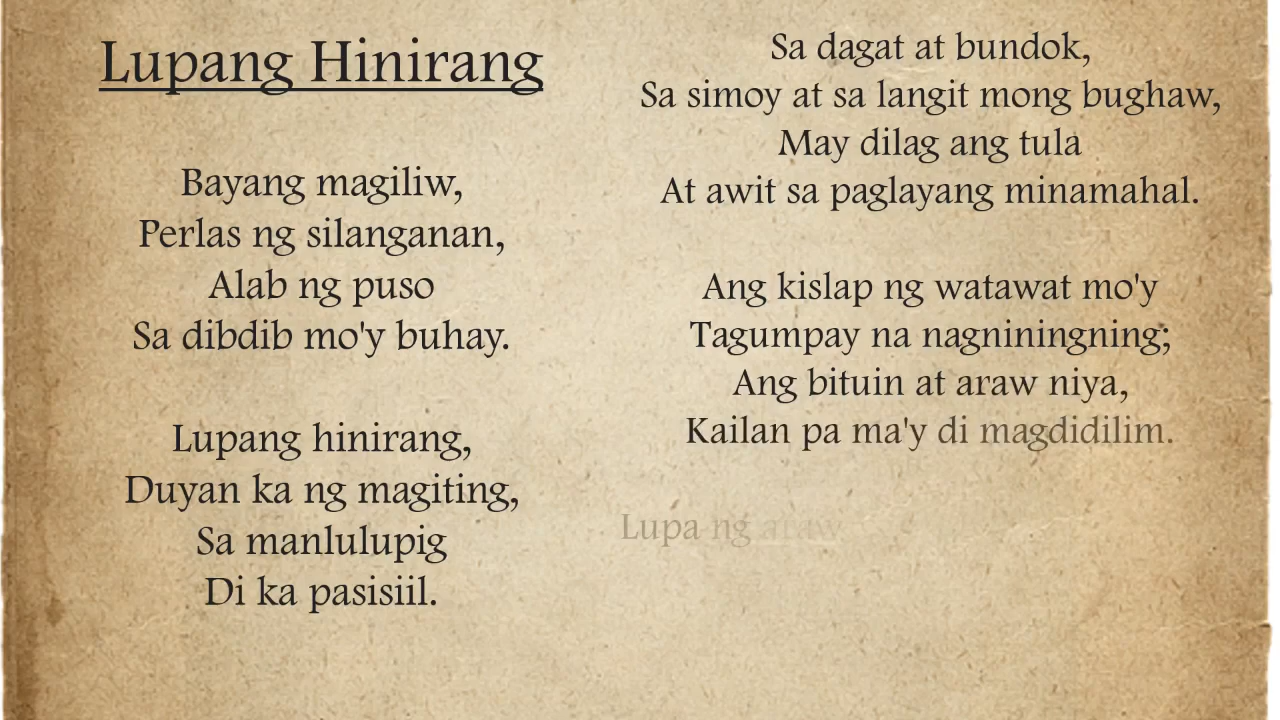 Lupang Hinirang
Bayang magiliw,
Perlas ng silanganan,
Alab ng puso
Sa dibdib mo'y buhay.
Lupang hinirang,
Duyan ka ng magiting,
Sa manlulupig
Di ka pasisiil.
Sa dagat at bundok,
Sa simoy at sa langit mong bughaw,
May dilag ang tula
At awit sa paglayang minamahal.
Ang kislap ng watawat mo'y
Tagumpay na nagniningning;
Ang bituin at araw niya,
Kailan pa ma'y di magdidilim.
Lupa ng araw